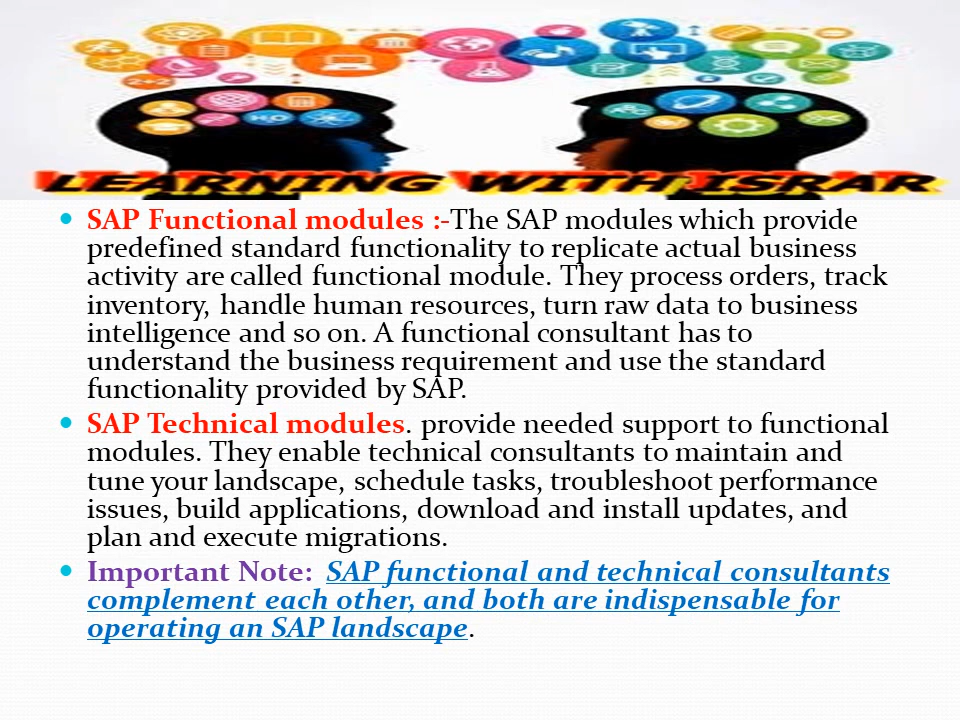 LEARNING WITH ISRAR
SAP Functional modules :-The SAP modules which provide
predefined standard functionality to replicate actual business
activity are called functional module. They process orders, track
inventory, handle human resources, turn raw data to business
intelligence and so on. A functional consultant has to
understand the business requirement and use the standard
functionality provided by SAP.
SAP Technical modules. provide needed support to functional
modules. They enable technical consultants to maintain and
tune your landscape, schedule tasks, troubleshoot performance
issues, build applications, download and install updates, and
plan and execute migrations.
Important Note: SAP functional and technical consultants
complement each other, and both are indispensable for
operating an SAP landscape.